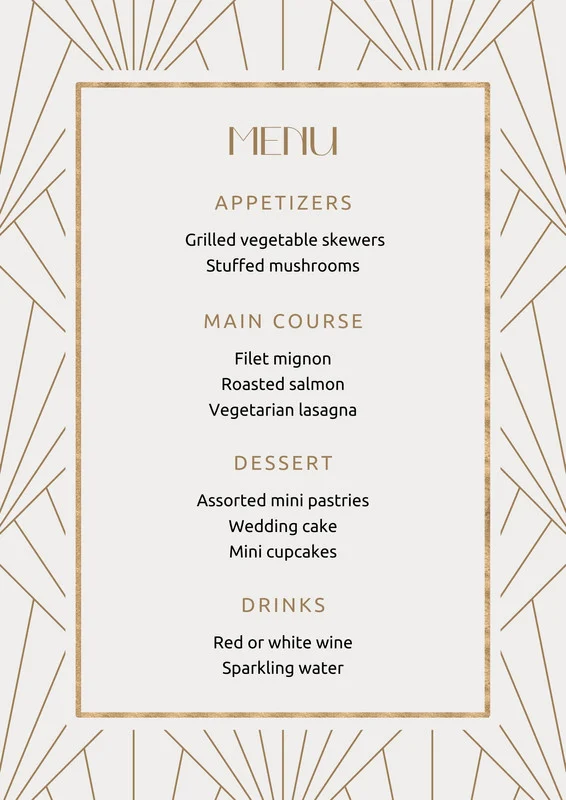 MENU
APPETIZERS
Grilled vegetable skewers
Stuffed mushrooms
MAIN COURSE
Filet mignon
Roasted salmon
Vegetarian lasagna
DESSERT
Assorted mini pastries
Wedding cake
Mini cupcakes
DRINKS
Red or white wine
Sparkling water